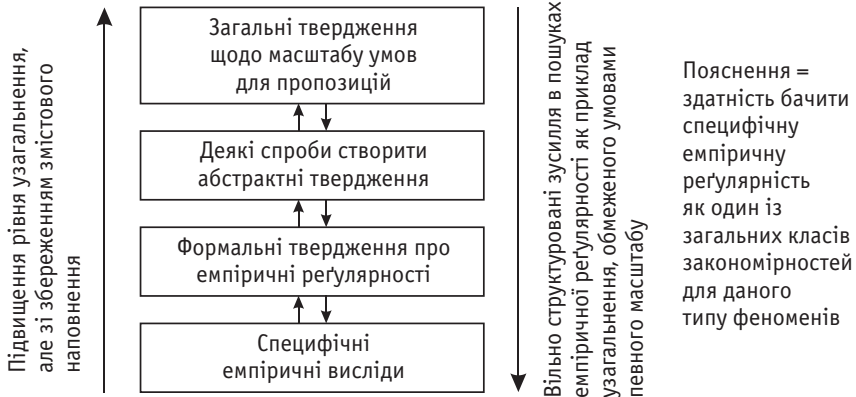 Підвищення рівня узагальнення,
але зі збереженням змістового
наповнення
Загальні твердження
щодо масштабу умов
для пропозицій
Деякі спроби створити
абстрактні твердження
Формальні твердження про
емпіричні реґулярності
Специфічні
емпіричні висліди
Вільно структуровані зусилля в пошуках
емпіричної реґулярності як приклад
узагальнення, обмеженого умовами
певного масштабу
Пояснення =
здатність бачити
специфічну
емпіричну
реґулярність
як один із
загальних класів
закономірностей
для даного
типу феноменів